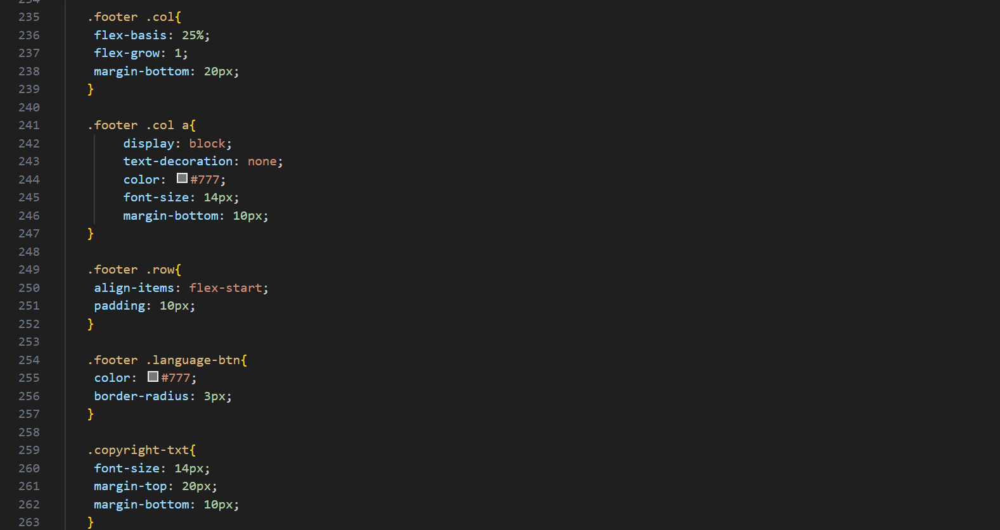 235 .footer .col{
236 flex-basis: 25%;
237 flex-grow: 1;
238 margin-bottom: 20px;
239 }
240
241 .footer .col a{
242 display: block;
243 text-decoration: none;
244 color: #777;
245 font-size: 14px;
246 margin-bottom: 10px;
247 }
248
249 .footer .row{
250 align-items: flex-start;
251 padding: 10px;
252 }
253
254 .footer .language-btn{
255 color: #777;
256 border-radius: 3px;
257 }
258
259 .copyright-txt{
260 font-size: 14px;
261 margin-top: 20px;
262 margin-bottom: 10px;
263 }